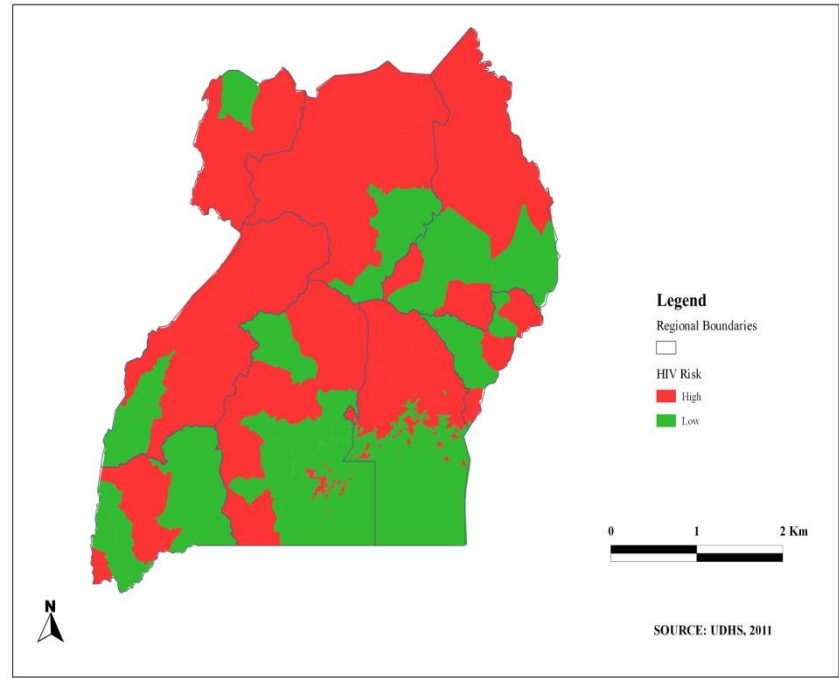 Legend
Regional Boundaries
HIV Risk
High
Low
0 1 2 Km
N
SOURCE: UDHS, 2011